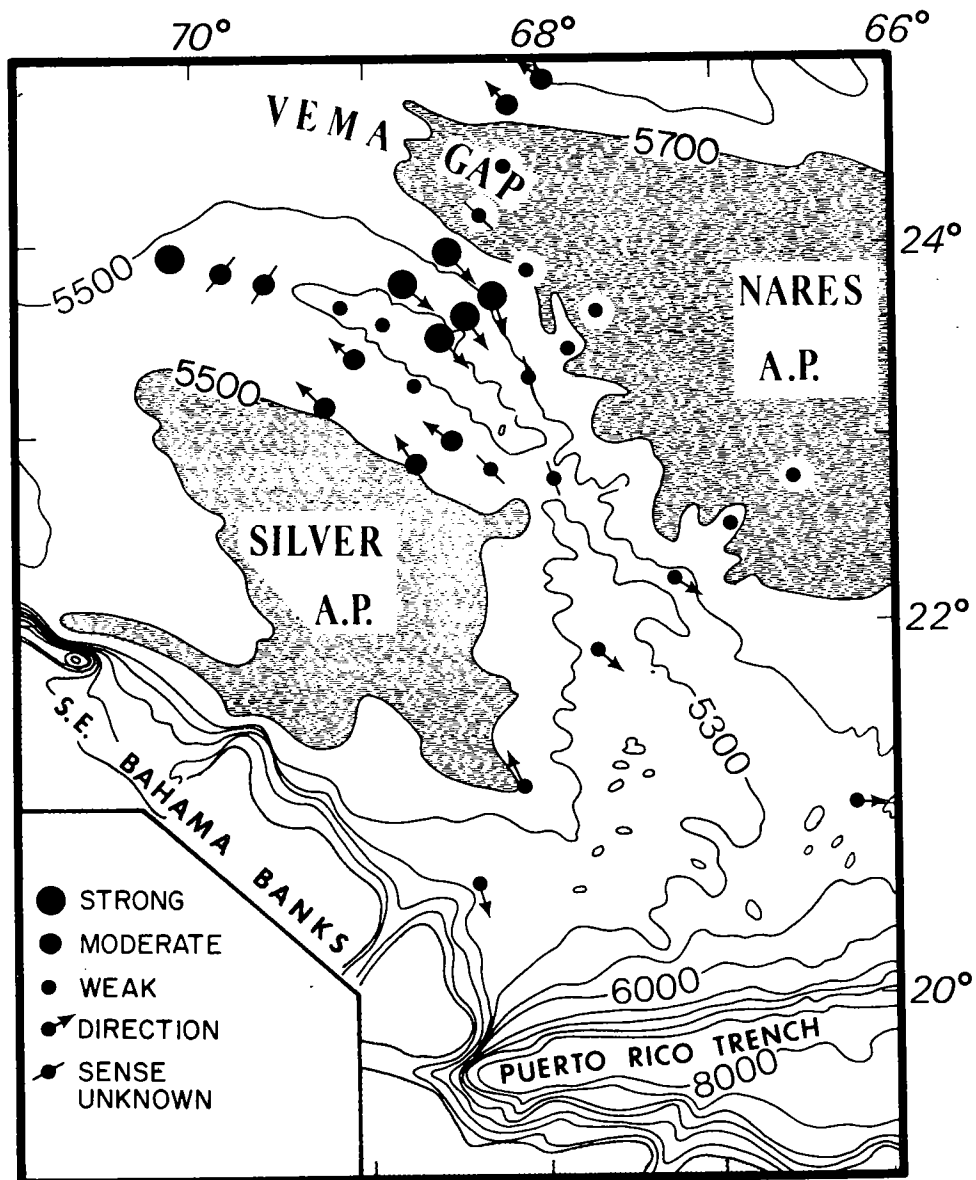 70° 68° 66°
VEMA
GAP
5700
24°
5500
NARES
A.P.
5500
SILVER
A.P.
22°
5300
S.E. BAHAMA BANKS
STRONG
MODERATE
WEAK
DIRECTION
SENSE
UNKNOWN
6000
20°
PUERTO RICO TRENCH
8000